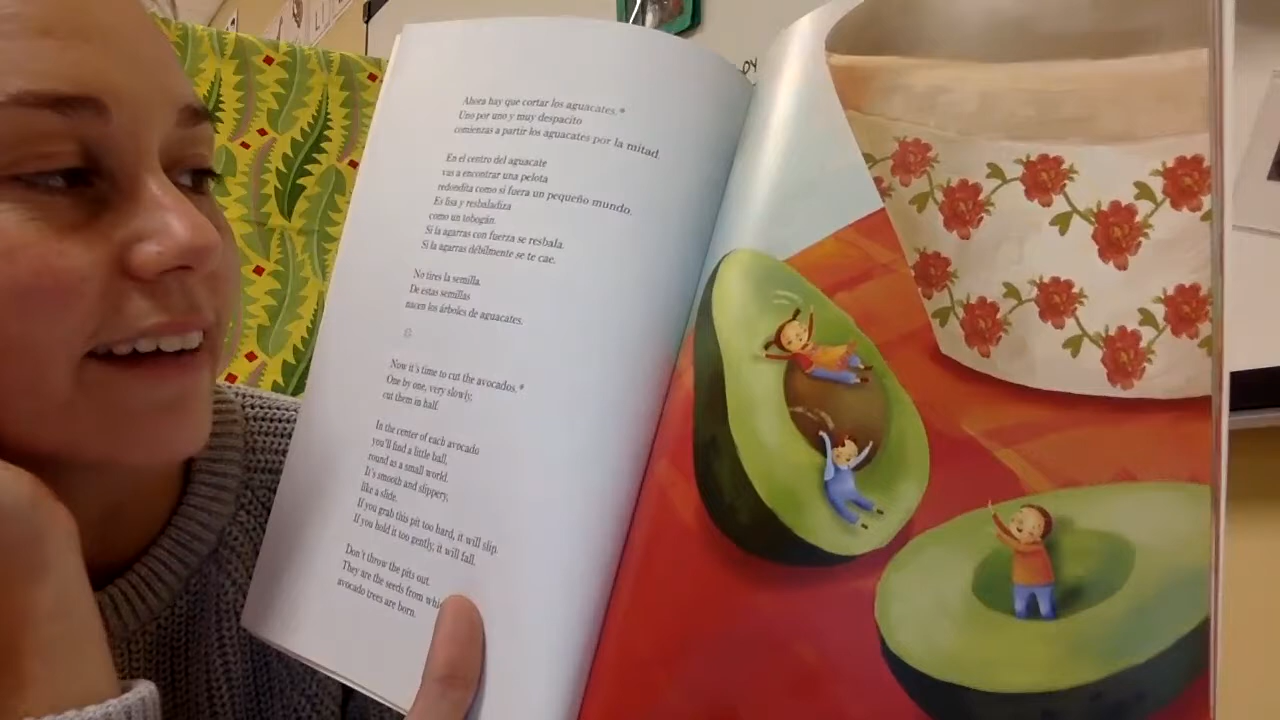 Ahora hay que cortar los aguacates.*
Uno por uno y muy despacito
comienzas a partir los aguacates por la mitad.
En el centro del aguacate
vas a encontrar una pelota
redondita como si fuera un pequeño mundo.
Es lisa y resbaladiza
como un tobogán.
Si la agarras con fuerza se resbala.
Si la agarras débilmente se te cae.
No tires la semilla.
De estas semillas
nacen los árboles de aguacates.
Now it's time to cut the avocados.*
One by one, very slowly,
cut them in half.
In the center of each avocado
you'll find a little ball,
round as a small world.
It's smooth and slippery,
like a slide.
If you grab this pit too hard, it will slip.
If you hold it too gently, it will fall.
Don't throw the pits out.
They are the seeds from
avocado trees are born.